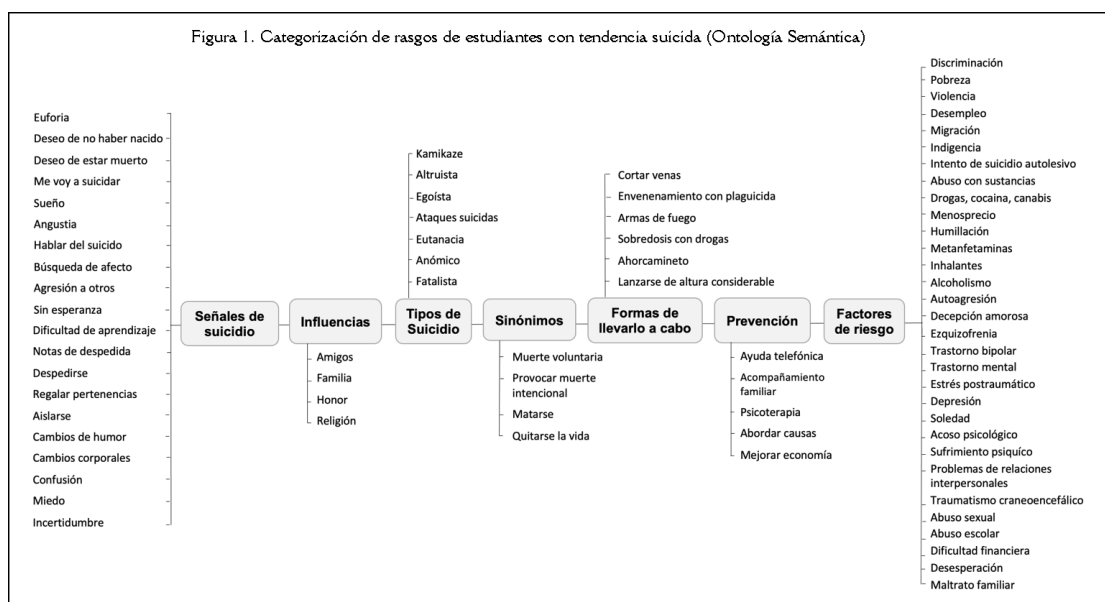 Figura 1. Categorización de rasgos de estudiantes con tendencia suicida (Ontología Semántica)
Euforia
Deseo de no haber nacido
Deseo de estar muerto
Me voy a suicidar
Sueño
Angustia
Hablar del suicido
Búsqueda de afecto
Agresión a otros
Sin esperanza
Dificultad de aprendizaje
Notas de despedida
Despedirse
Regalar pertenencias
Aislarse
Cambios de humor
Cambios corporales
Confusión
Miedo
Incertidumbre
Señales de
suicidio
Influencias
Amigos
Familia
Honor
Religión
Kamikaze
Altruista
Egoísta
Ataques suicidas
Eutanacia
Anómico
Fatalista
Tipos de
Suicidio
Sinónimos
Muerte voluntaria
Provocar muerte
intencional
Matarse
Quitarse la vida
Cortar venas
Envenenamiento con plaguicida
Armas de fuego
Sobredosis con drogas
Ahorcamineto
Lanzarse de altura considerable
Formas de
llevarlo a cabo
Prevención
Ayuda telefónica
Acompañamiento
familiar
Psicoterapia
Abordar causas
Mejorar economía
Factores
de riesgo
Discriminación
Pobreza
Violencia
Desempleo
Migración
Indigencia
Intento de suicidio autolesivo
Abuso con sustancias
Drogas, cocaina, canabis
Menosprecio
Humillación
Metanfetaminas
Inhalantes
Alcoholismo
Autoagresión
Decepción amorosa
Ezquizofrenia
Trastorno bipolar
Trastorno mental
Estrés postraumático
Depresión
Soledad
Acoso psicológico
Sufrimiento psiquíco
Problemas de relaciones
interpersonales
Traumatismo craneoencefálico
Abuso sexual
Abuso escolar
Dificultad financiera
Desesperación
Maltrato familiar